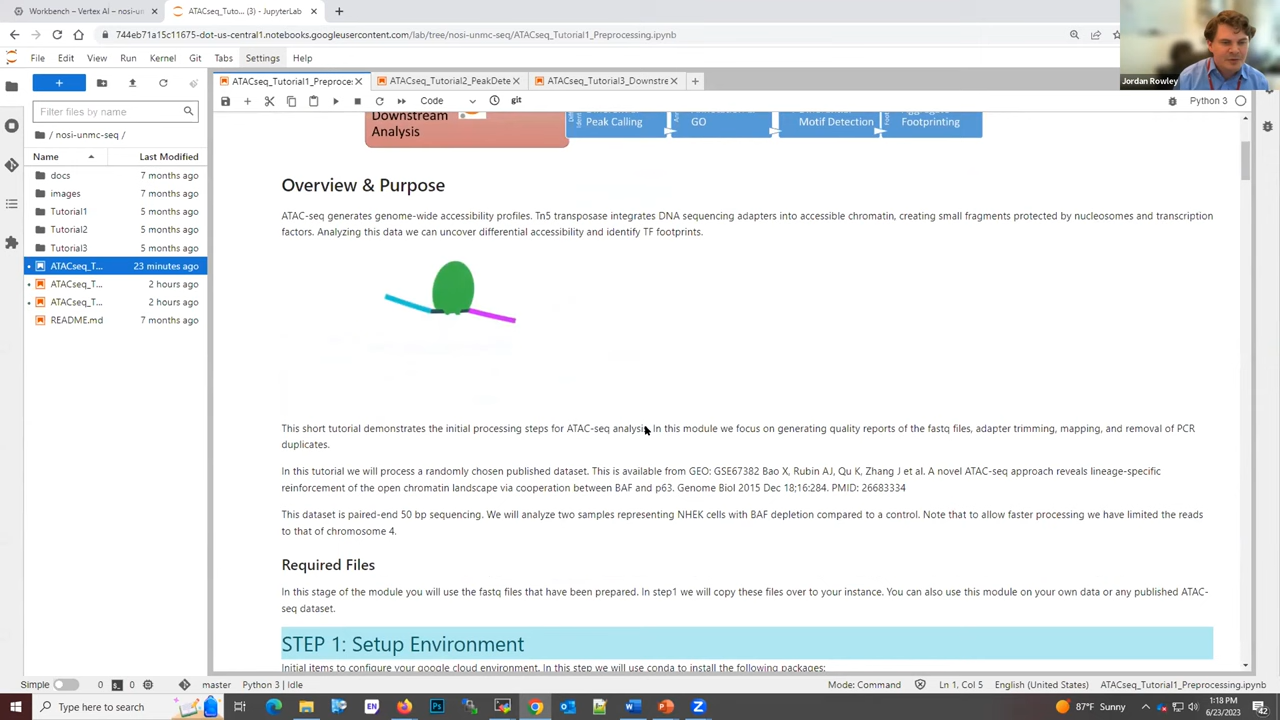 Workbench – Vertex AI – nosi-un
ATACseq_Tuto... (3) - JupyterLab
744eb71a15c11675-dot-us-central1.notebooks.googleusercontent.com/lab/tree/nosi-unmc-seq/ATACseq_Tutorial1_Preprocessing.ipynb
Jordan Rowley
File Edit View Run Kernel Git Tabs Settings Help
ATACseq_Tutorial1_Preproce:
ATACseq_Tutorial2_PeakDete
ATACseq_Tutorial3_Downstre
Code
git
Python 3
Filter files by name
/ nosi-unmc-seq /
Name Last Modified
docs 7 months ago
images 7 months ago
Tutorial1 5 months ago
Tutorial2 5 months ago
Tutorial3 5 months ago
ATACseq_T... 23 minutes ago
ATACseq_T... 2 hours ago
ATACseq_T... 2 hours ago
README.md 7 months ago
Downstream
Analysis
Peak Calling
GO
Motif Detection
Footprinting
Overview & Purpose
ATAC-seq generates genome-wide accessibility profiles. Tn5 transposase integrates DNA sequencing adapters into accessible chromatin, creating small fragments protected by nucleosomes and transcription
factors. Analyzing this data we can uncover differential accessibility and identify TF footprints.
This short tutorial demonstrates the initial processing steps for ATAC-seq analysis. In this module we focus on generating quality reports of the fastq files, adapter trimming, mapping, and removal of PCR
duplicates.
In this tutorial we will process a randomly chosen published dataset. This is available from GEO: GSE67382 Bao X, Rubin AJ, Qu K, Zhang J et al. A novel ATAC-seq approach reveals lineage-specific
reinforcement of the open chromatin landscape via cooperation between BAF and p63. Genome Biol 2015 Dec 18;16:284. PMID: 26683334
This dataset is paired-end 50 bp sequencing. We will analyze two samples representing NHEK cells with BAF depletion compared to a control. Note that to allow faster processing we have limited the reads
to that of chromosome 4.
Required Files
In this stage of the module you will use the fastq files that have been prepared. In step1 we will copy these files over to your instance. You can also use this module on your own data or any published ATAC-
seq dataset.
STEP 1: Setup Environment
Initial items to configure your google cloud environment. In this step we will use conda to install the following packages:
Simple 0 0 master Python 3 | Idle
Mode: Command Ln 1, Col 5 English (United States) ATACseq_Tutorial1_Preprocessing.ipynb
Type here to search
87°F Sunny
1:18 PM
6/23/2023
42